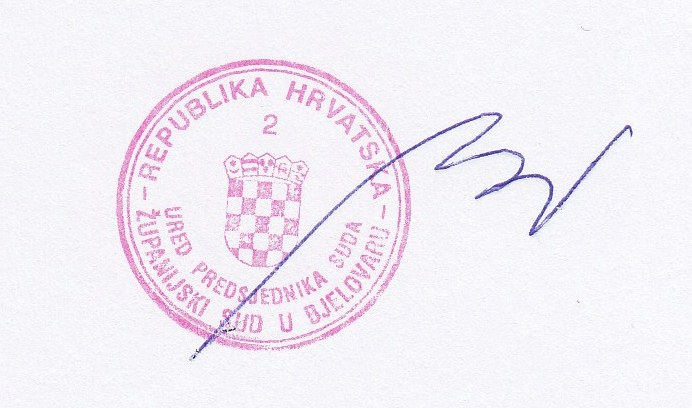 – REPUBLIKA HRVATSKA –
2
URED PREDSJEDNIKA SUDA
ŽUPANIJSKI SUD U BJELOVARU